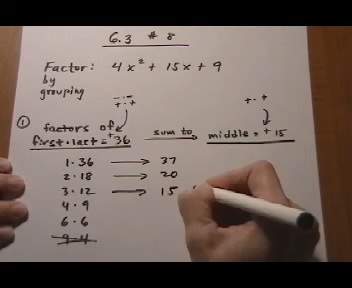 6.3 # 8
Factor: 4x² + 15x + 9
by
grouping
- · -
+ · +
+ · +
① factors of sum to middle = + 15
first · last = + 36
1 · 36 → 37
2 · 18 → 20
3 · 12 → 15
4 · 9
6 · 6
9 · 4